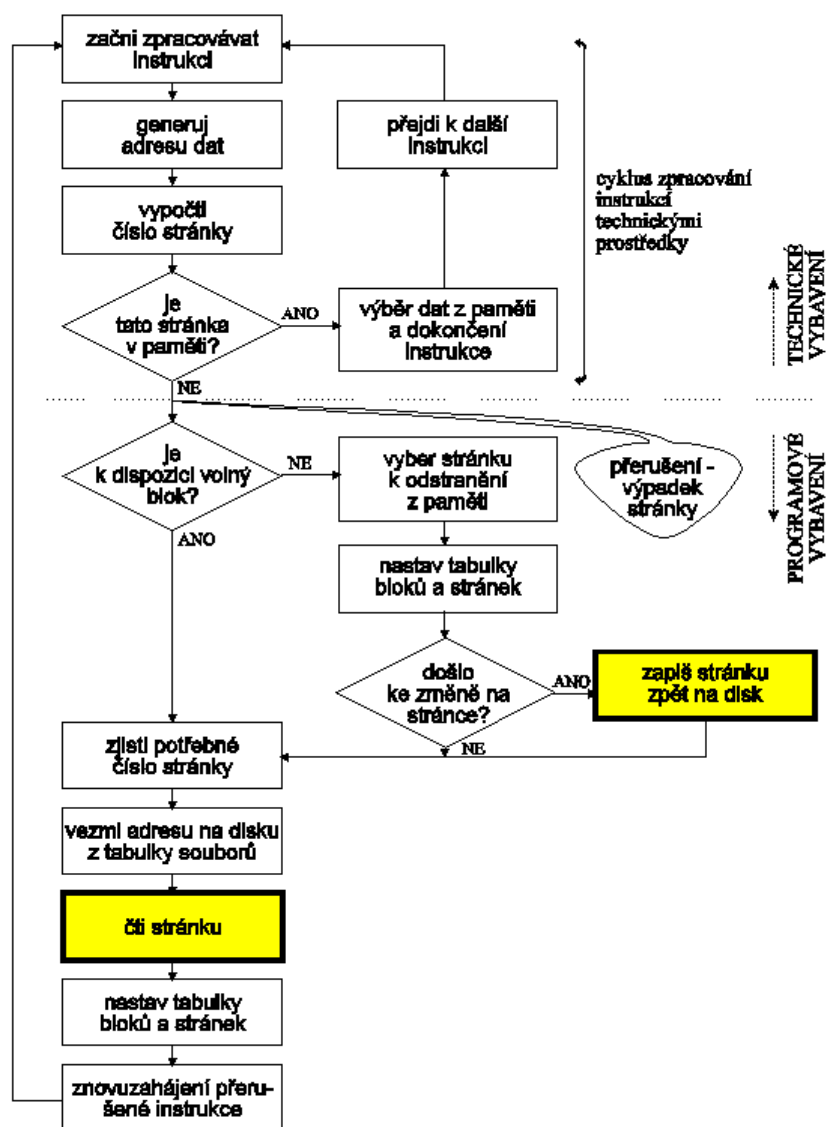 začni zpracovávat
instrukci
generuj
adresu dat
přejdi k další
instrukci
vypočti
číslo stránky
cyklus zpracování
instrukcí
technickými
prostředky
je
tato stránka
v paměti?
ANO
výběr dat z paměti
a dokončení
instrukce
NE
TECHNICKÉ
VYBAVENÍ
je
k dispozici volný
blok?
NE
vyber stránku
k odstranění
z paměti
přerušení -
výpadek
stránky
PROGRAMOVÉ
VYBAVENÍ
ANO
nastav tabulky
bloků a stránek
došlo
ke změně na
stránce?
ANO
zapiš stránku
zpět na disk
NE
zjisti potřebné
číslo stránky
vezmi adresu na disku
z tabulky souborů
čti stránku
nastav tabulky
bloků a stránek
znovuzahájení přeru-
šené instrukce